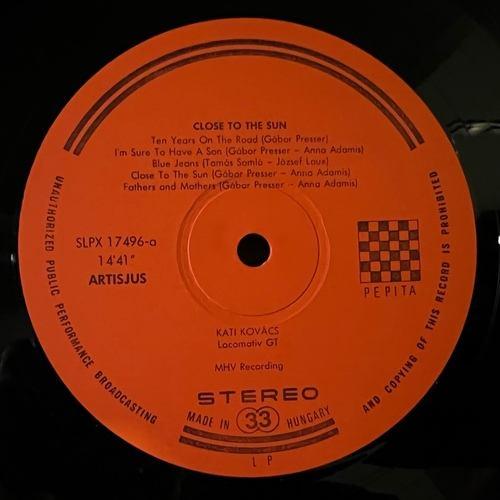 CLOSE TO THE SUN
Ten Years On The Road (Gábor Presser)
I'm Sure To Have A Son (Gábor Presser – Anna Adamis)
Blue Jeans (Tamás Somló – József Laux)
Close To The Sun (Gábor Presser – Anna Adamis)
Fathers and Mothers (Gábor Presser – Anna Adamis)
SLPX 17496-a
14'41"
ARTISJUS
PEPITA
KATI KOVÁCS
Locomativ GT
MHV Recording
STEREO
MADE IN 33 HUNGARY
LP
UNAUTHORIZED PUBLIC PERFORMANCE BROADCASTING
AND COPYING OF THIS RECORD IS PROHIBITED